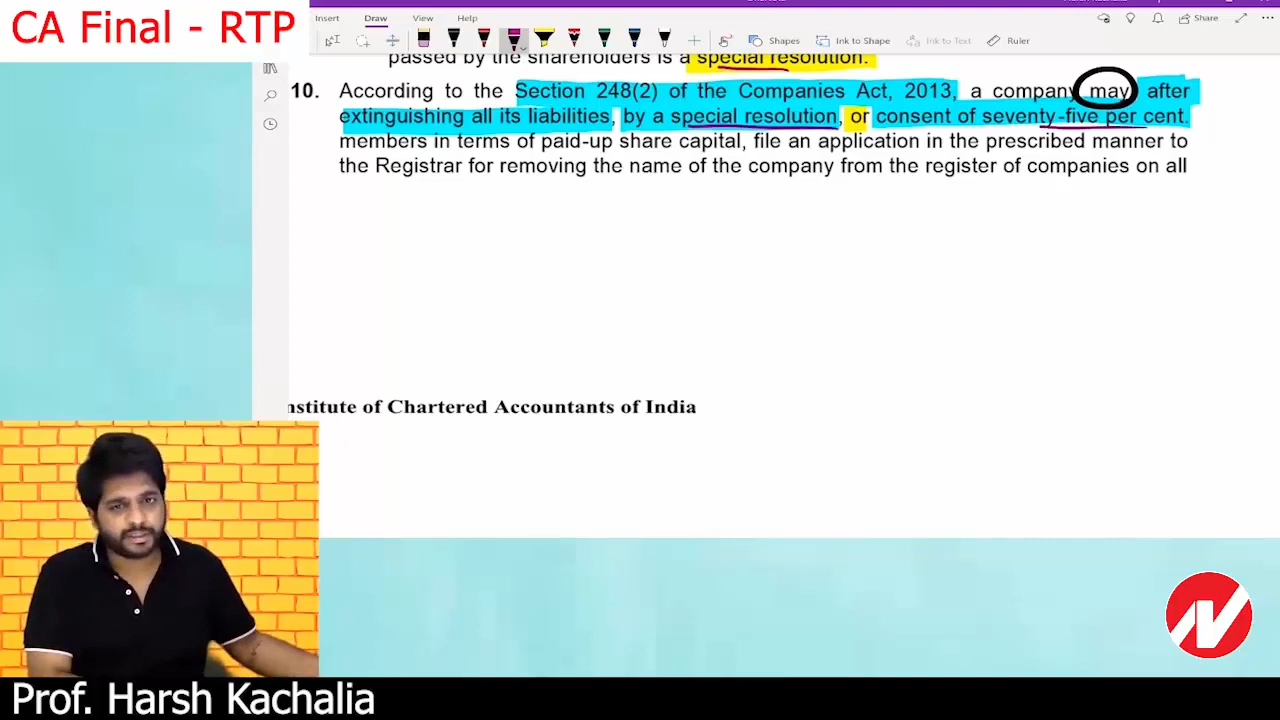 CA Final - RTP
Insert Draw View Help
Share
Shapes Ink to Shape Ink to Text Ruler
passed by the shareholders is a special resolution.
10. According to the Section 248(2) of the Companies Act, 2013, a company may after
extinguishing all its liabilities, by a special resolution, or consent of seventy-five per cent.
members in terms of paid-up share capital, file an application in the prescribed manner to
the Registrar for removing the name of the company from the register of companies on all
nstitute of Chartered Accountants of India
Prof. Harsh Kachalia